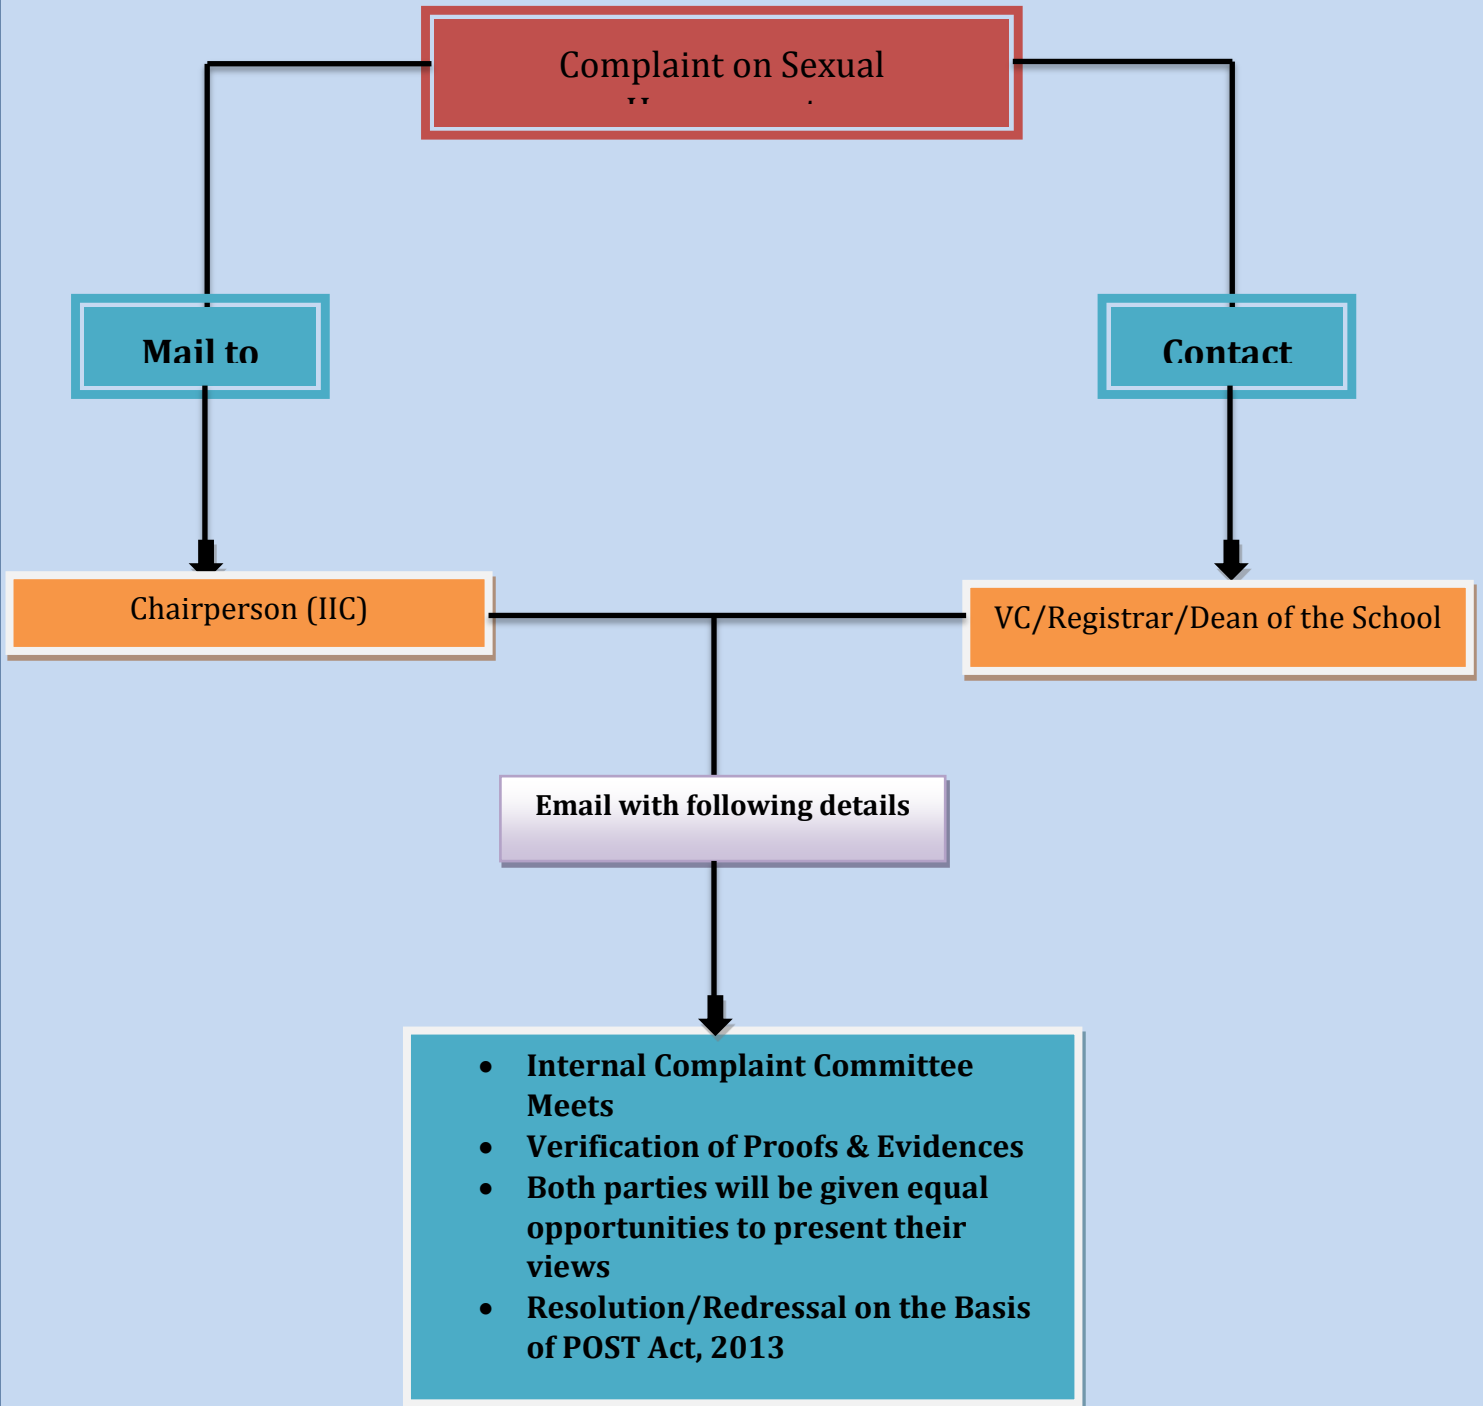 Complaint on Sexual
Mail to
Contact
Chairperson (IIC)
VC/Registrar/Dean of the School
Email with following details
• Internal Complaint Committee
Meets
• Verification of Proofs & Evidences
• Both parties will be given equal
opportunities to present their
views
• Resolution/Redressal on the Basis
of POST Act, 2013